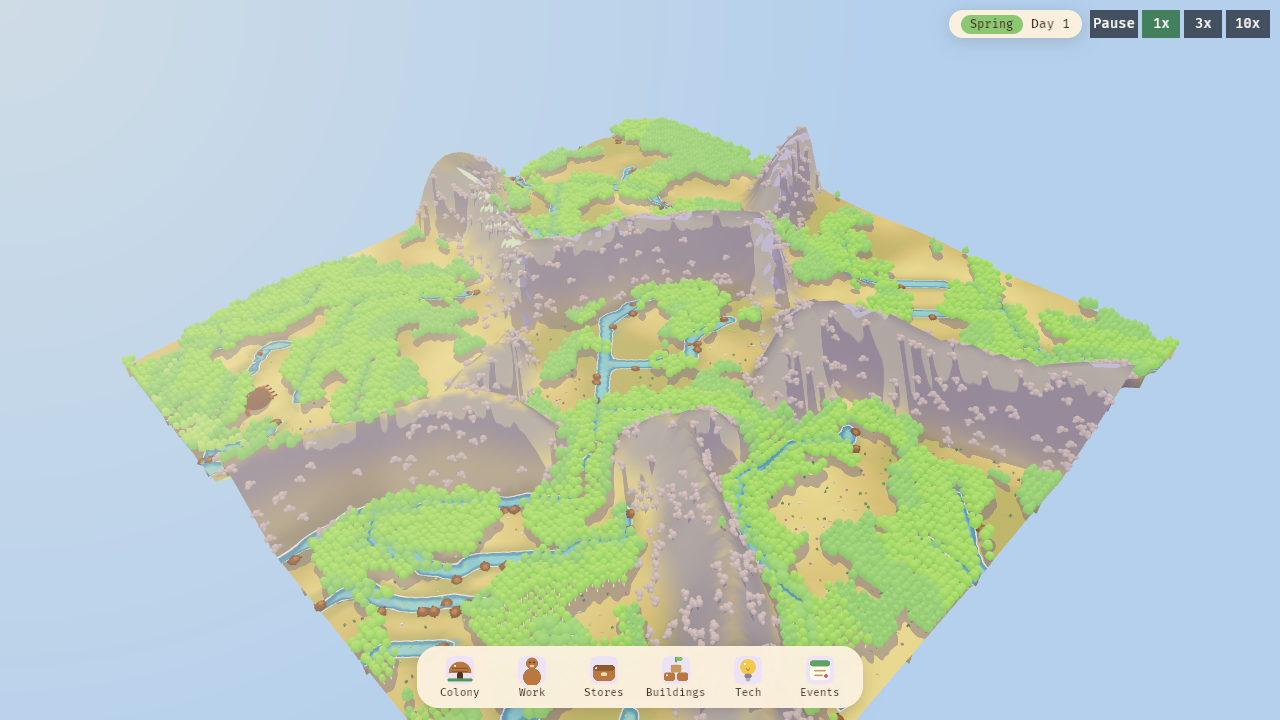 Spring Day 1 Pause 1x 3x 10x
Colony Work Stores Buildings Tech Events